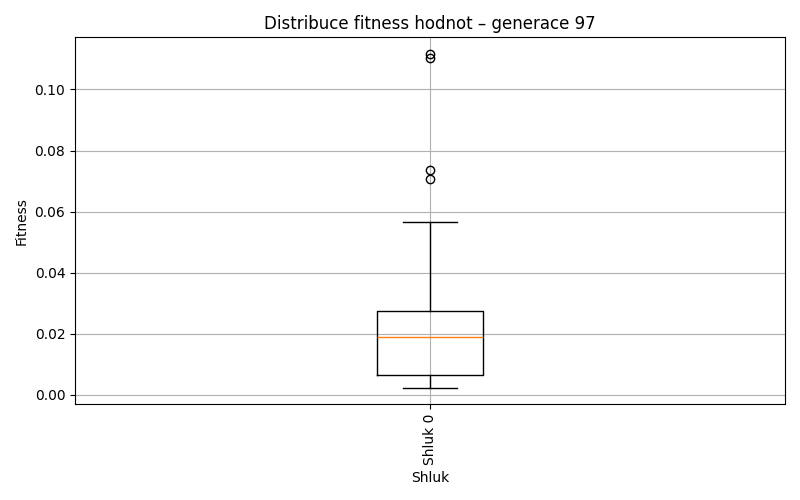 Distribuce fitness hodnot – generace 97
0.10
0.08
0.06
0.04
0.02
0.00
Fitness
Shluk 0
Shluk